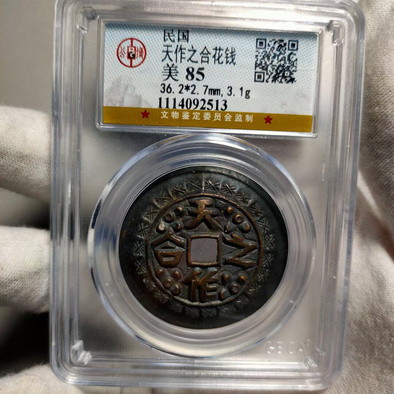 民国
天作之合花钱
美 85
36.2*2.7mm,3.1g
1114092513
★文物鉴定委员会监制★
天
作
之
合